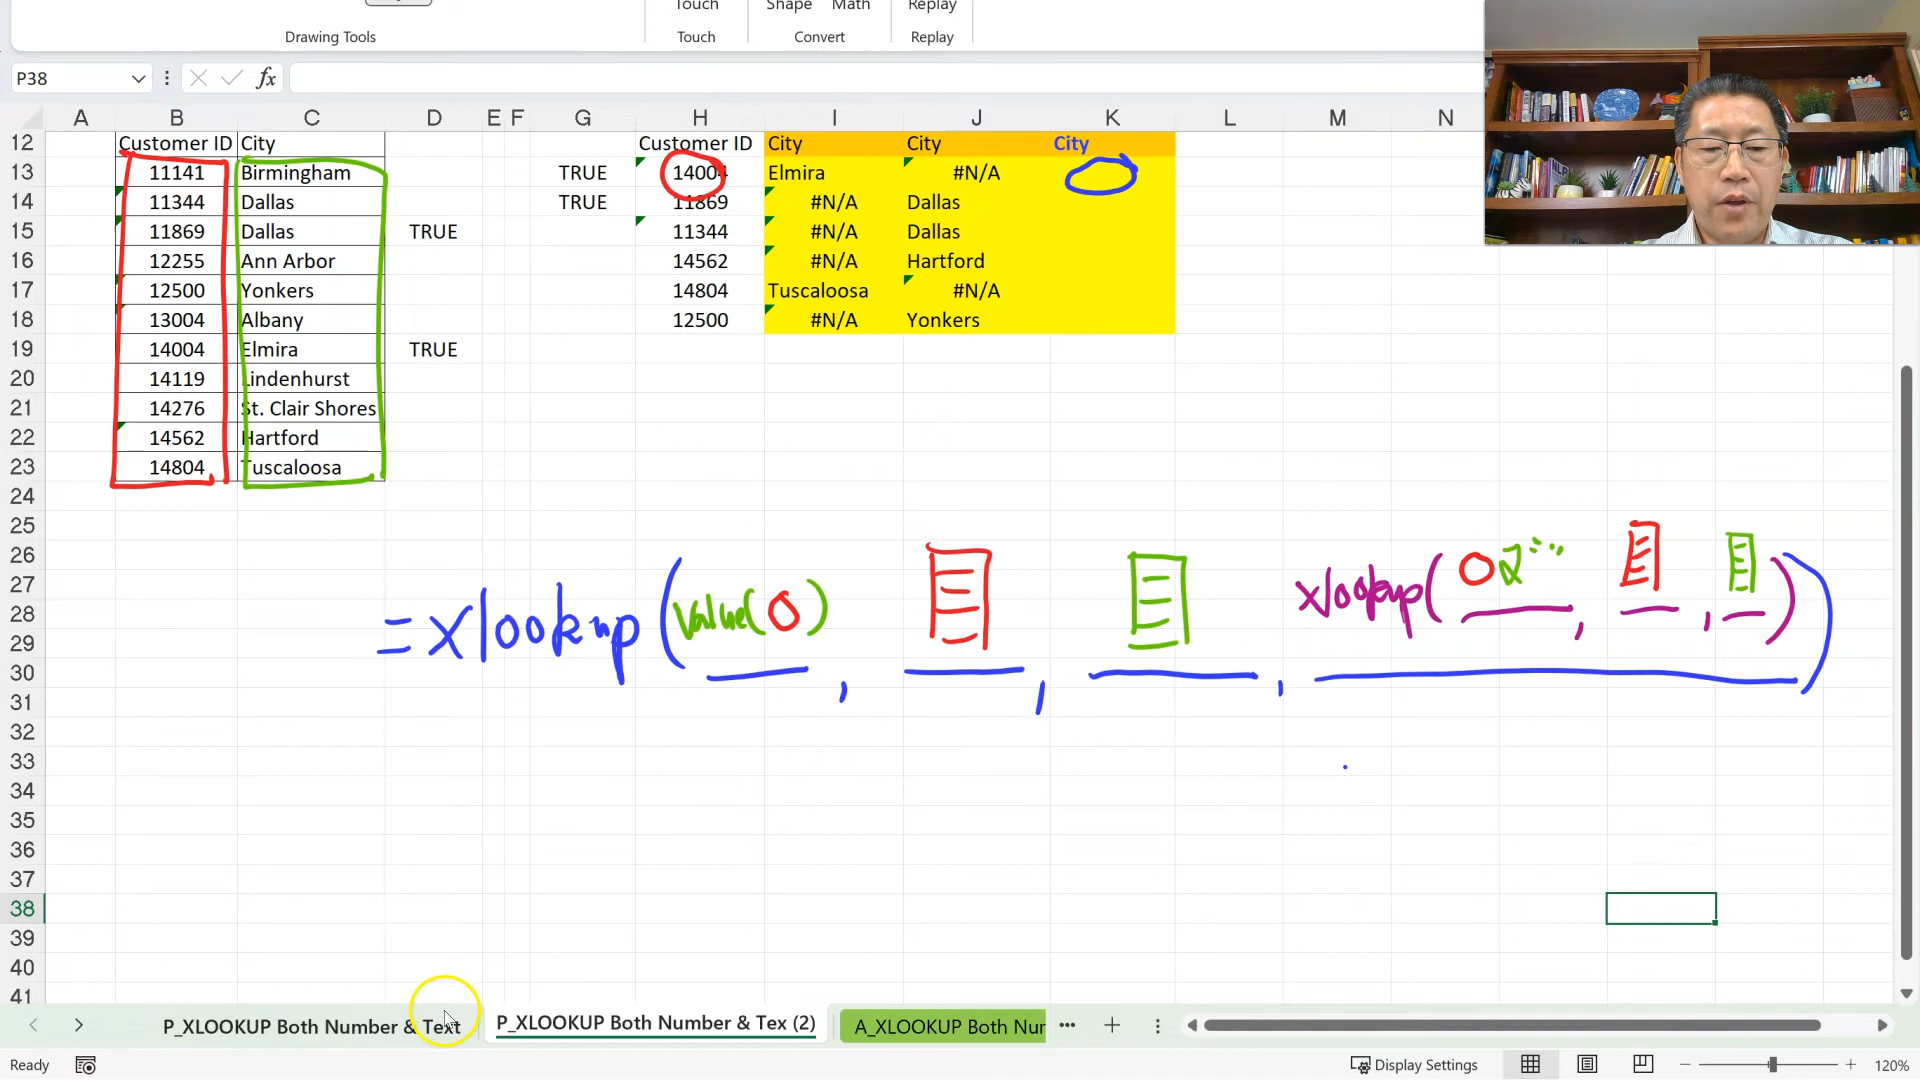 Touch Shape Math Replay
Drawing Tools Touch Convert Replay
P38 fx
A B C D E F G H I J K L M N
12 Customer ID City Customer ID City City City
13 11141 Birmingham TRUE 14004 Elmira #N/A
14 11344 Dallas TRUE 11869 #N/A Dallas
15 11869 Dallas TRUE 11344 #N/A Dallas
16 12255 Ann Arbor 14562 #N/A Hartford
17 12500 Yonkers 14804 Tuscaloosa #N/A
18 13004 Albany 12500 #N/A Yonkers
19 14004 Elmira TRUE
20 14119 Lindenhurst
21 14276 St. Clair Shores
22 14562 Hartford
23 14804 Tuscaloosa
24
25
26
27
28
29
30
31
32
33
34
35
36
37
38
39
40
41
=xlookup(value(0), , , xlookup(0&"", , ))
P_XLOOKUP Both Number & Text P_XLOOKUP Both Number & Tex (2) A_XLOOKUP Both Nur
Ready Display Settings 120%